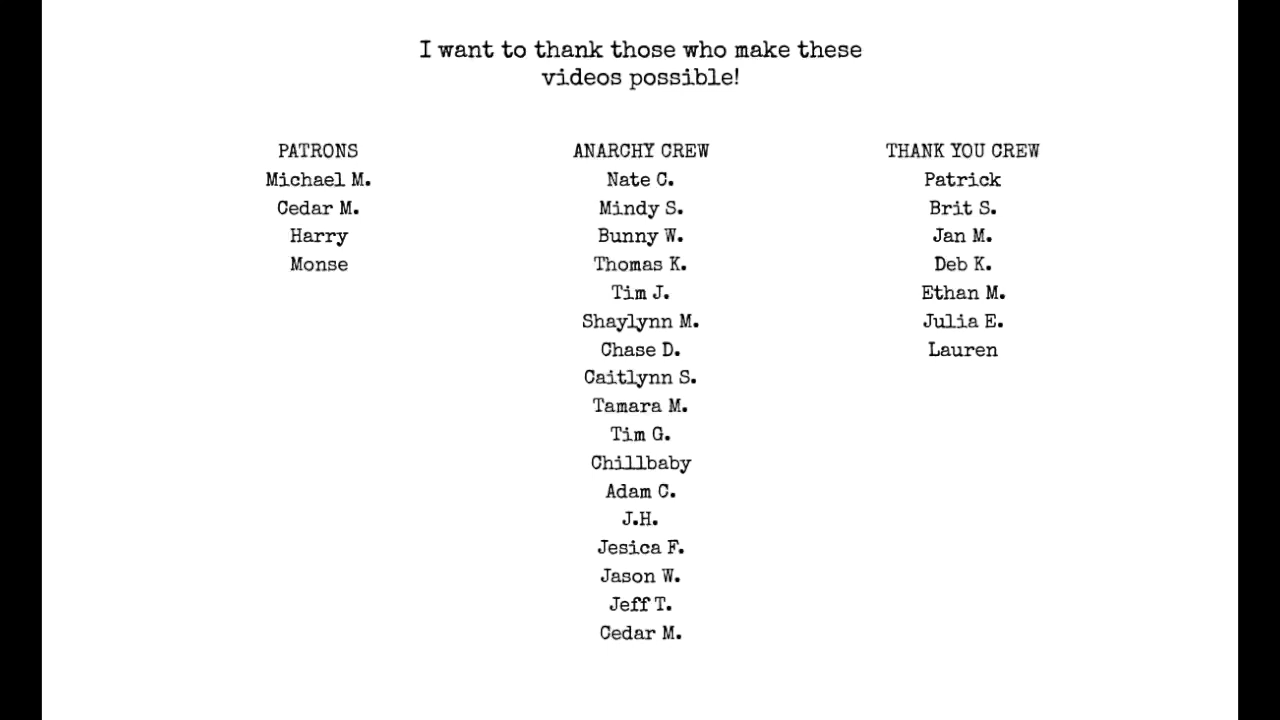 I want to thank those who make these
videos possible!
PATRONS
Michael M.
Cedar M.
Harry
Monse
ANARCHY CREW
Nate C.
Mindy S.
Bunny W.
Thomas K.
Tim J.
Shaylynn M.
Chase D.
Caitlynn S.
Tamara M.
Tim G.
Chillbaby
Adam C.
J.H.
Jesica F.
Jason W.
Jeff T.
Cedar M.
THANK YOU CREW
Patrick
Brit S.
Jan M.
Deb K.
Ethan M.
Julia E.
Lauren